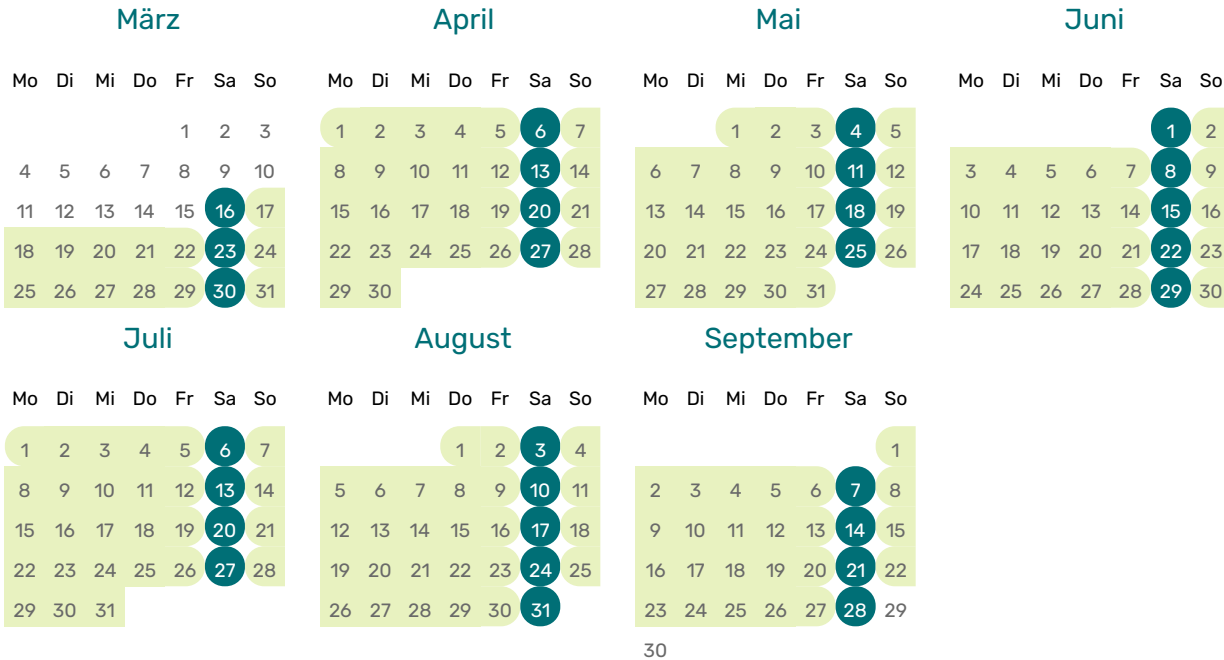 März April Mai Juni
Mo Di Mi Do Fr Sa So Mo Di Mi Do Fr Sa So Mo Di Mi Do Fr Sa So Mo Di Mi Do Fr Sa So
1 2 3 1 2 3 4 5 6 7 1 2 3 4 5 1 2
4 5 6 7 8 9 10 8 9 10 11 12 13 14 6 7 8 9 10 11 12 3 4 5 6 7 8 9
11 12 13 14 15 16 17 15 16 17 18 19 20 21 13 14 15 16 17 18 19 10 11 12 13 14 15 16
18 19 20 21 22 23 24 22 23 24 25 26 27 28 20 21 22 23 24 25 26 17 18 19 20 21 22 23
25 26 27 28 29 30 31 29 30 27 28 29 30 31 24 25 26 27 28 29 30
Juli August September
Mo Di Mi Do Fr Sa So Mo Di Mi Do Fr Sa So Mo Di Mi Do Fr Sa So
1 2 3 4 5 6 7 1 2 3 4 1
8 9 10 11 12 13 14 5 6 7 8 9 10 11 2 3 4 5 6 7 8
15 16 17 18 19 20 21 12 13 14 15 16 17 18 9 10 11 12 13 14 15
22 23 24 25 26 27 28 19 20 21 22 23 24 25 16 17 18 19 20 21 22
29 30 31 26 27 28 29 30 31 23 24 25 26 27 28 29
30